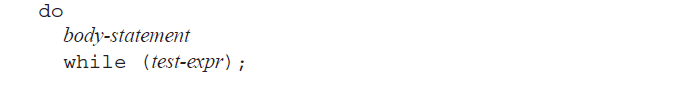 do
body-statement
while (test-expr);